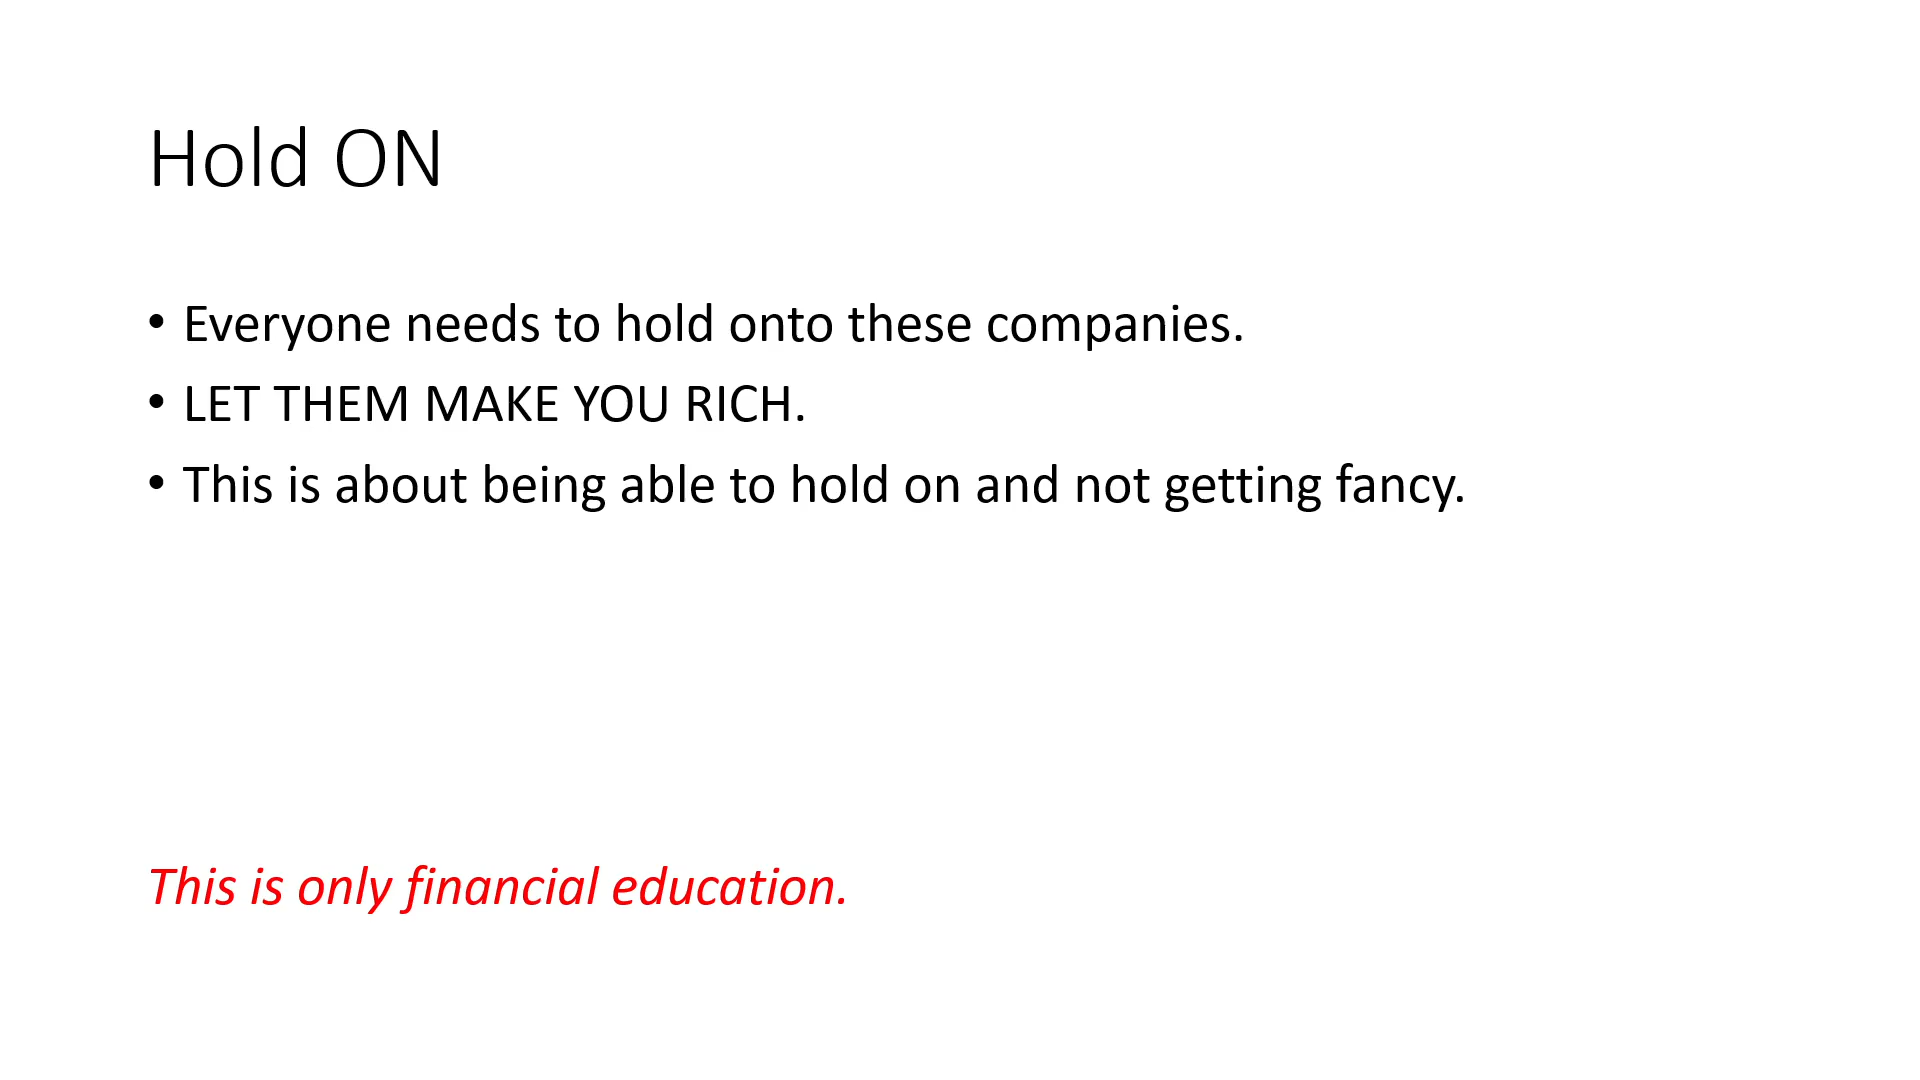 Hold ON
• Everyone needs to hold onto these companies.
• LET THEM MAKE YOU RICH.
• This is about being able to hold on and not getting fancy.
This is only financial education.